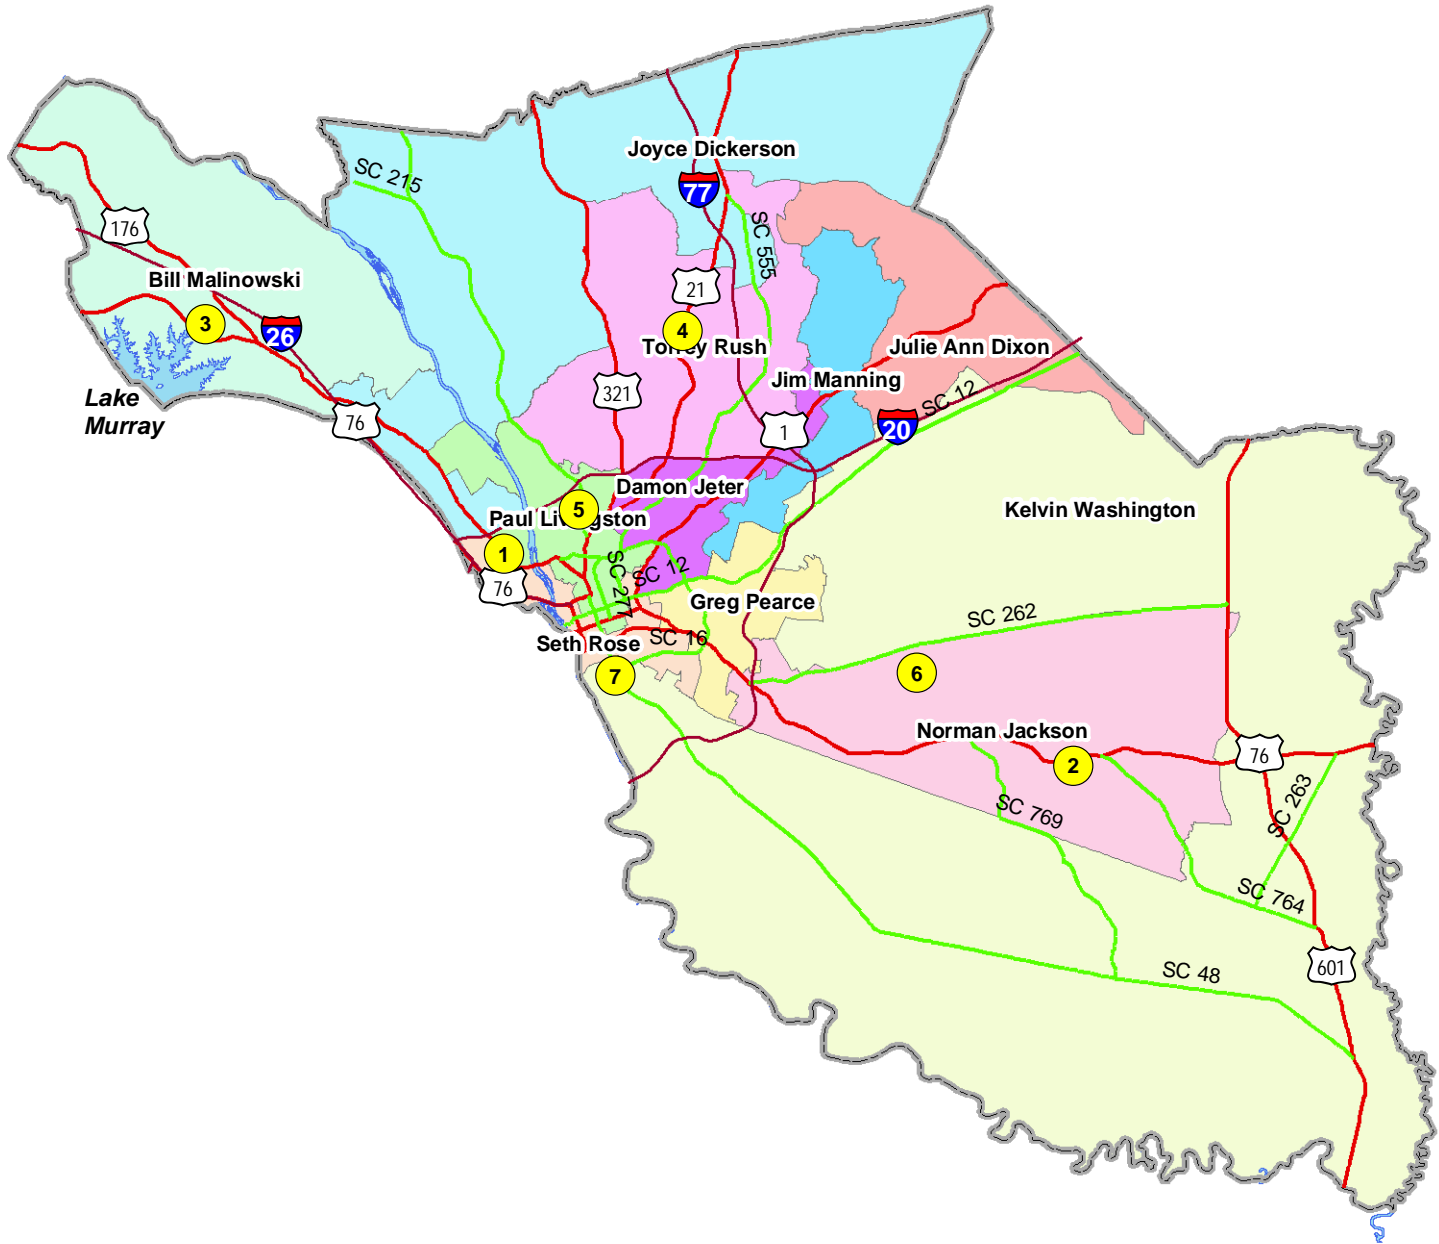 Joyce Dickerson
SC 215
77
176
SC 555
Bill Malinowski
21
3
26
4
Torrey Rush
Julie Ann Dixon
Jim Manning
321
SC 12
Lake
Murray
76
1
20
Damon Jeter
5
Paul Livingston
Kelvin Washington
1
SC 277
SC 12
76
Greg Pearce
SC 262
Seth Rose
SC 16
7
6
Norman Jackson
2
76
SC 263
SC 769
SC 764
601
SC 48